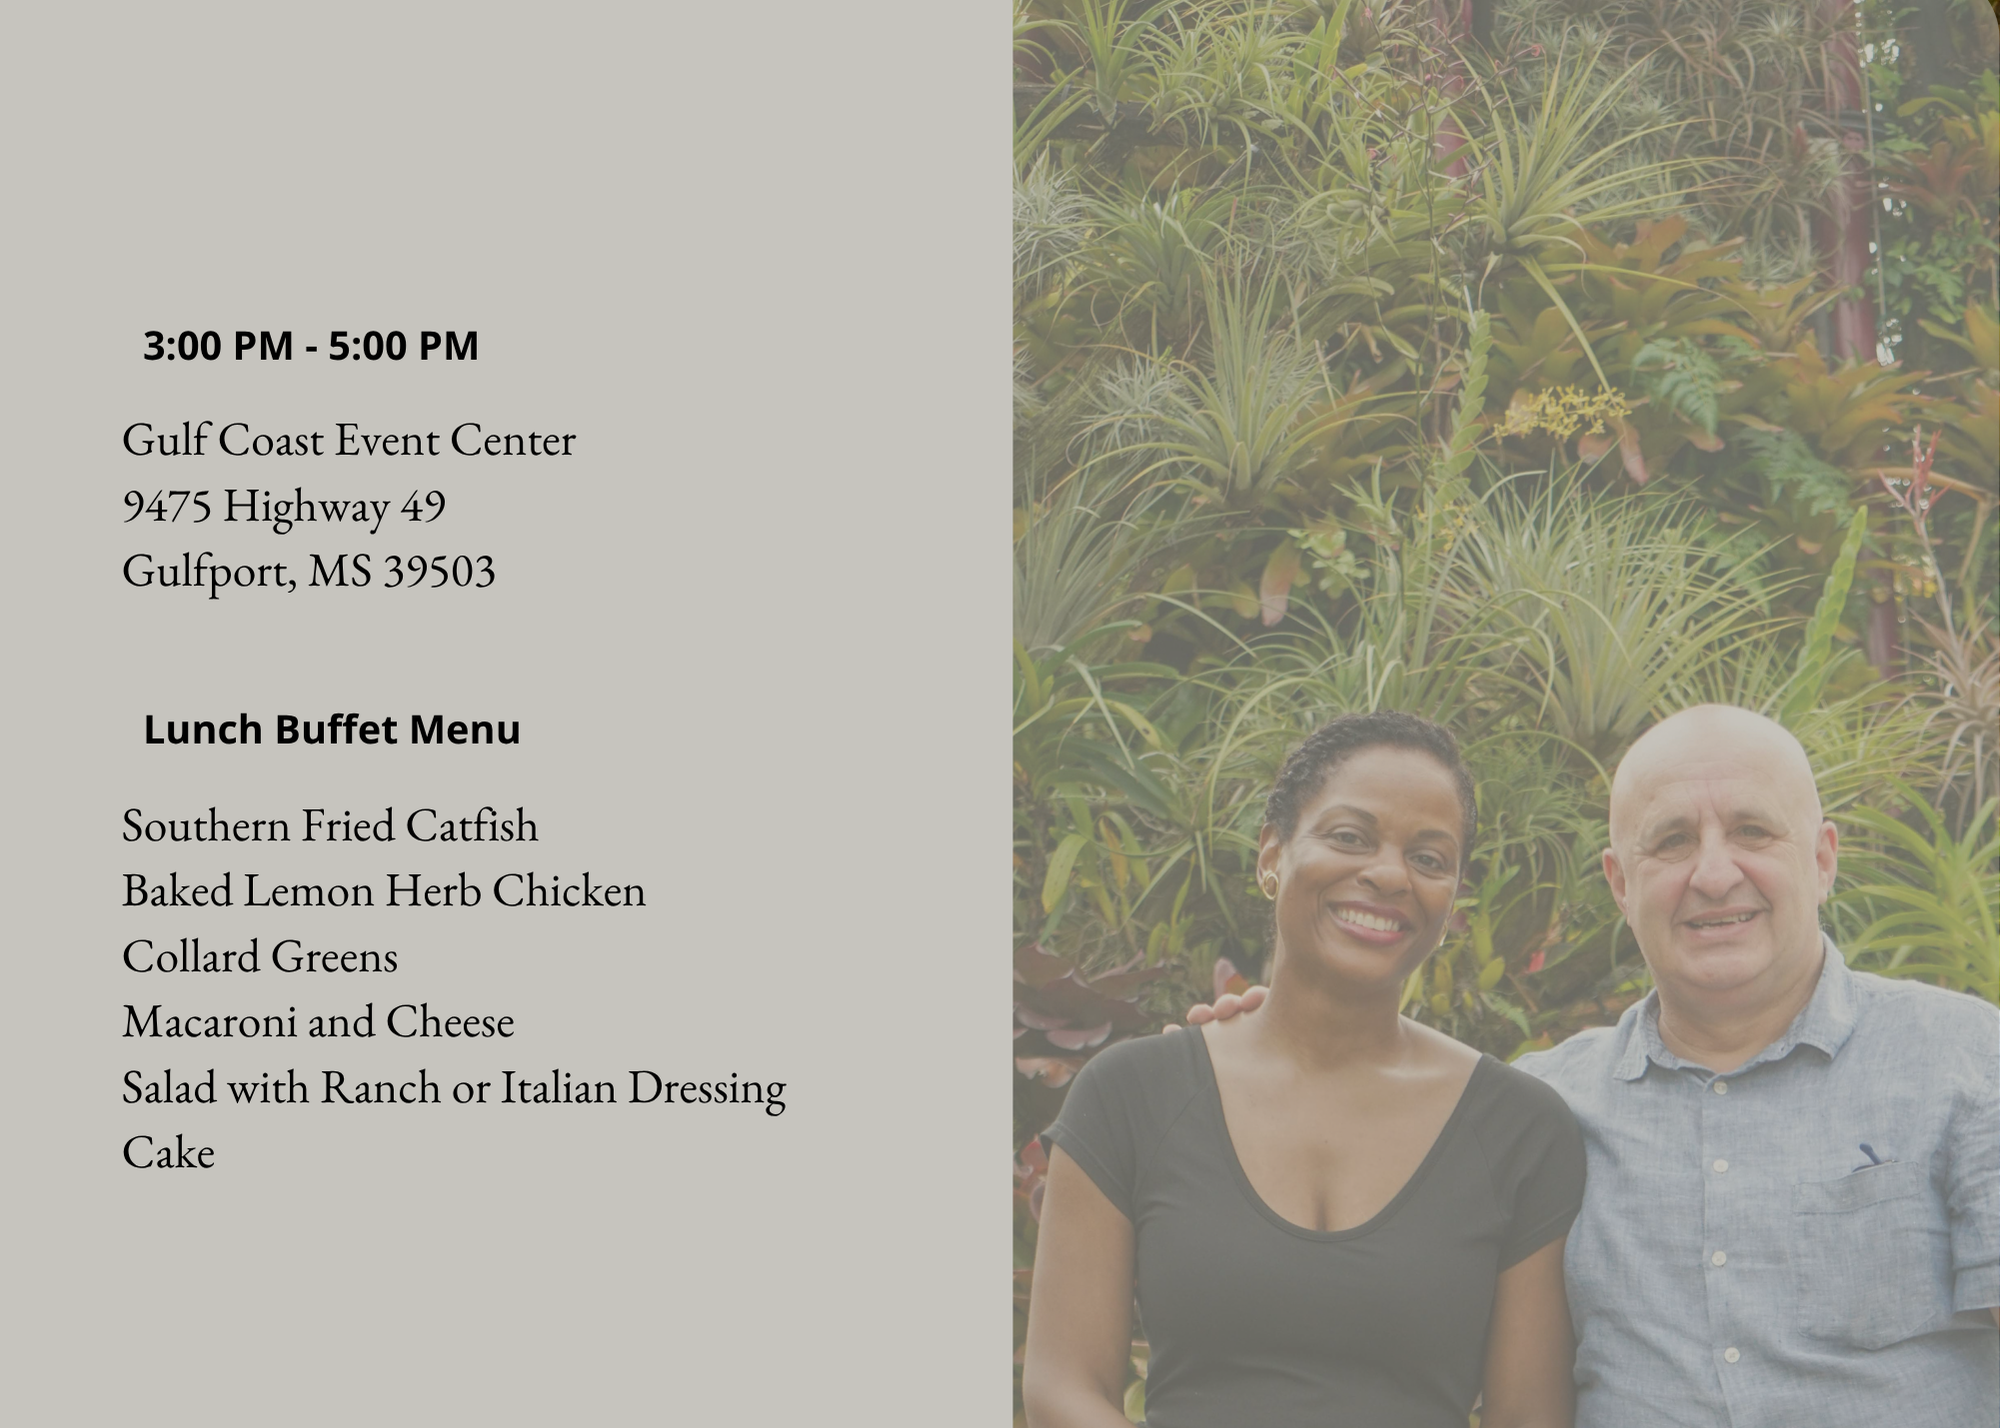 3:00 PM - 5:00 PM
Gulf Coast Event Center
9475 Highway 49
Gulfport, MS 39503
Lunch Buffet Menu
Southern Fried Catfish
Baked Lemon Herb Chicken
Collard Greens
Macaroni and Cheese
Salad with Ranch or Italian Dressing
Cake